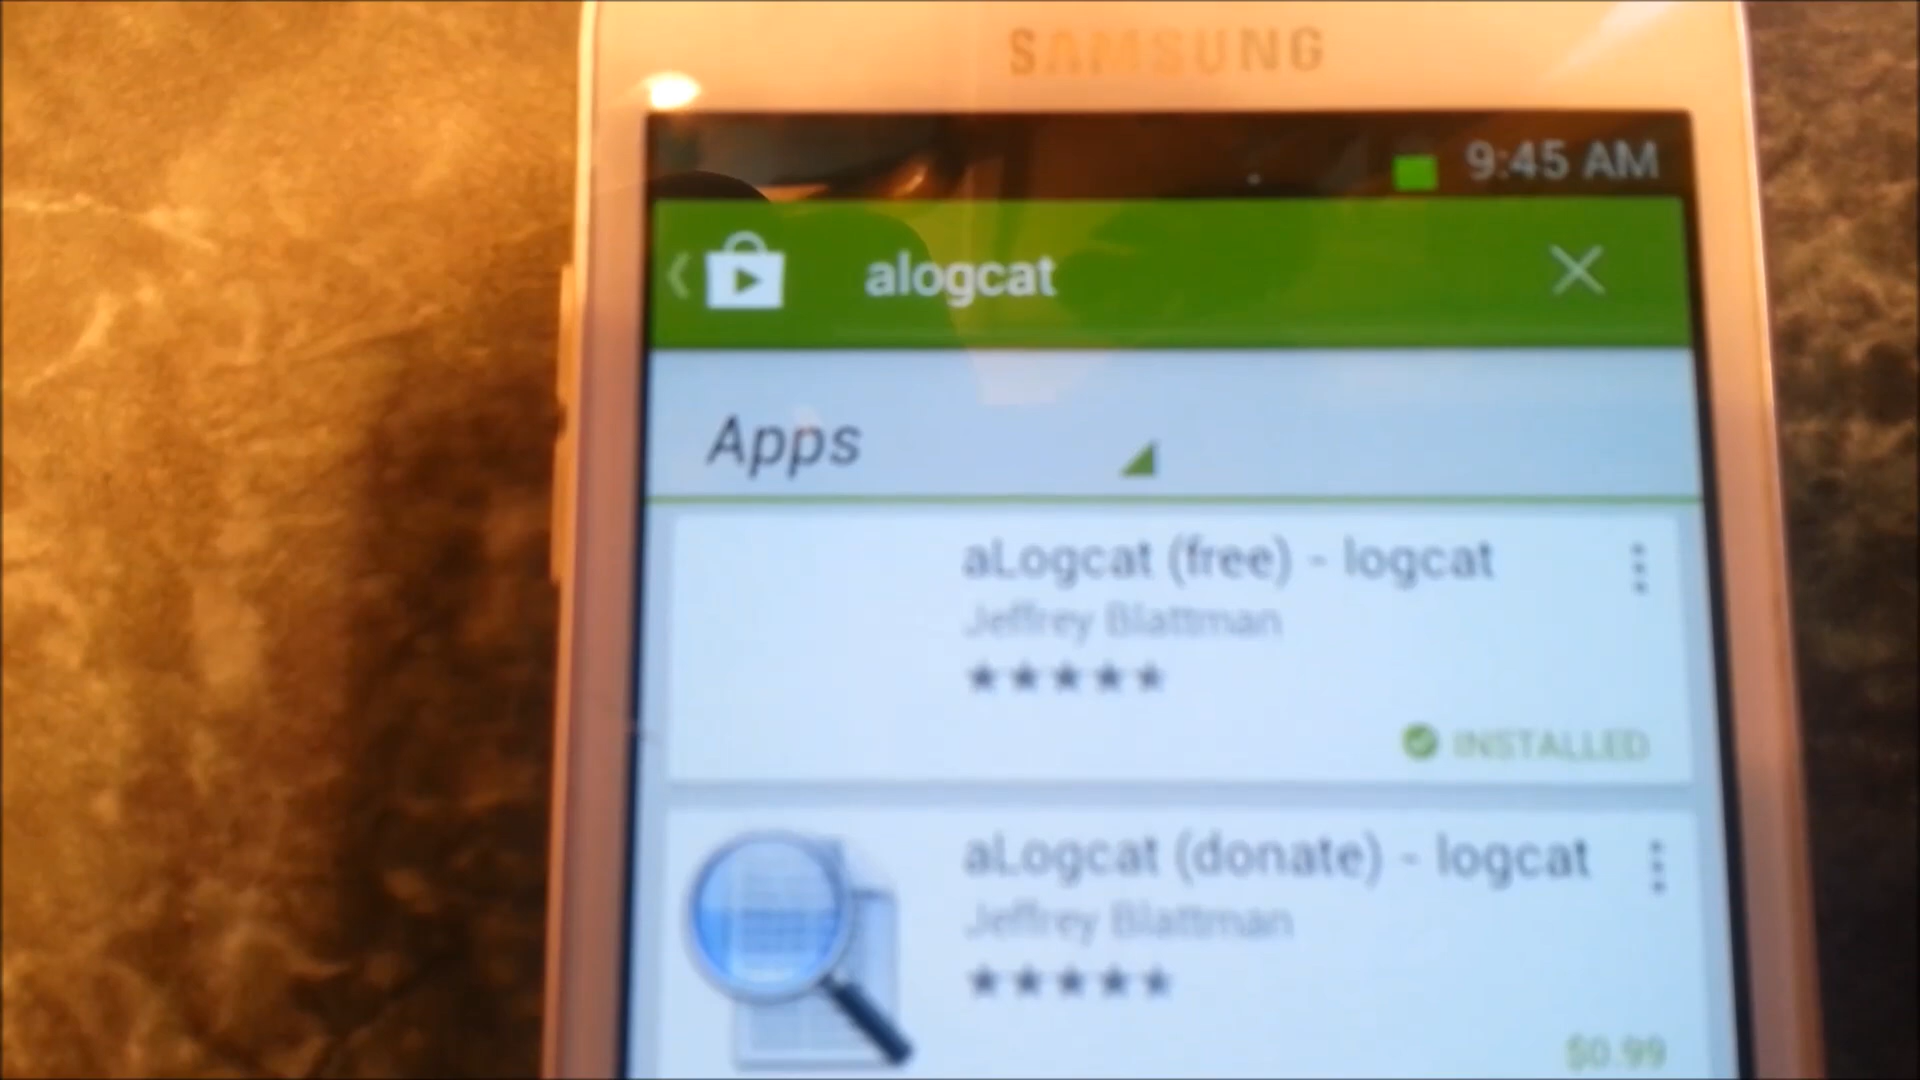 SAMSUNG
9:45 AM
alogcat
Apps
aLogcat (free) - logcat
Jeffrey Blattman
INSTALLED
aLogcat (donate) - logcat
Jeffrey Blattman
$0.99